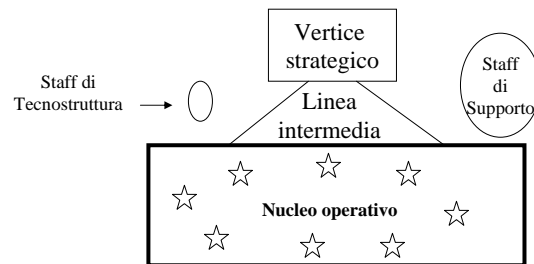 Vertice
strategico
Staff di
Tecnostruttura
Staff
di
Supporto
Linea
intermedia
Nucleo operativo